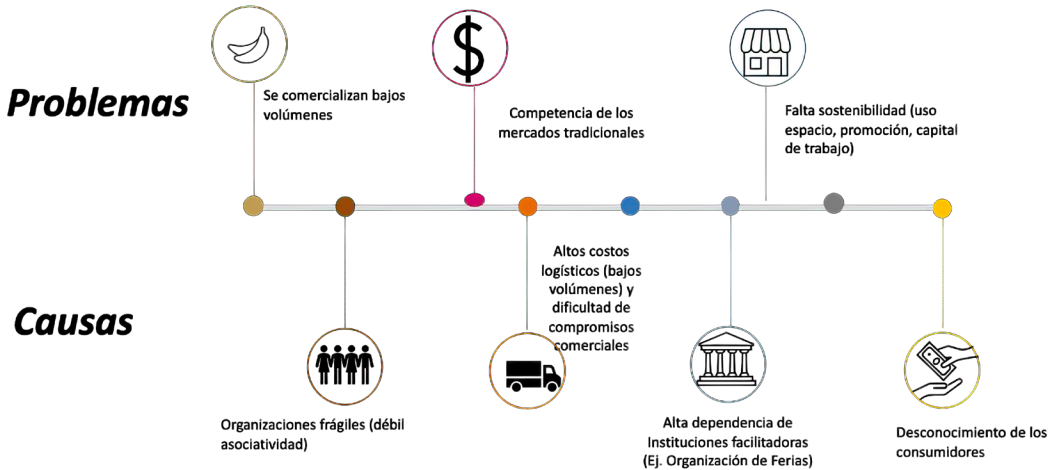 Problemas
Se comercializan bajos
volúmenes
$
Competencia de los
mercados tradicionales
Falta sostenibilidad (uso
espacio, promoción, capital
de trabajo)
Causas
Organizaciones frágiles (débil
asociatividad)
Altos costos
logísticos (bajos
volúmenes) y
dificultad de
compromisos
comerciales
Alta dependencia de
Instituciones facilitadoras
(Ej. Organización de Ferias)
Desconocimiento de los
consumidores